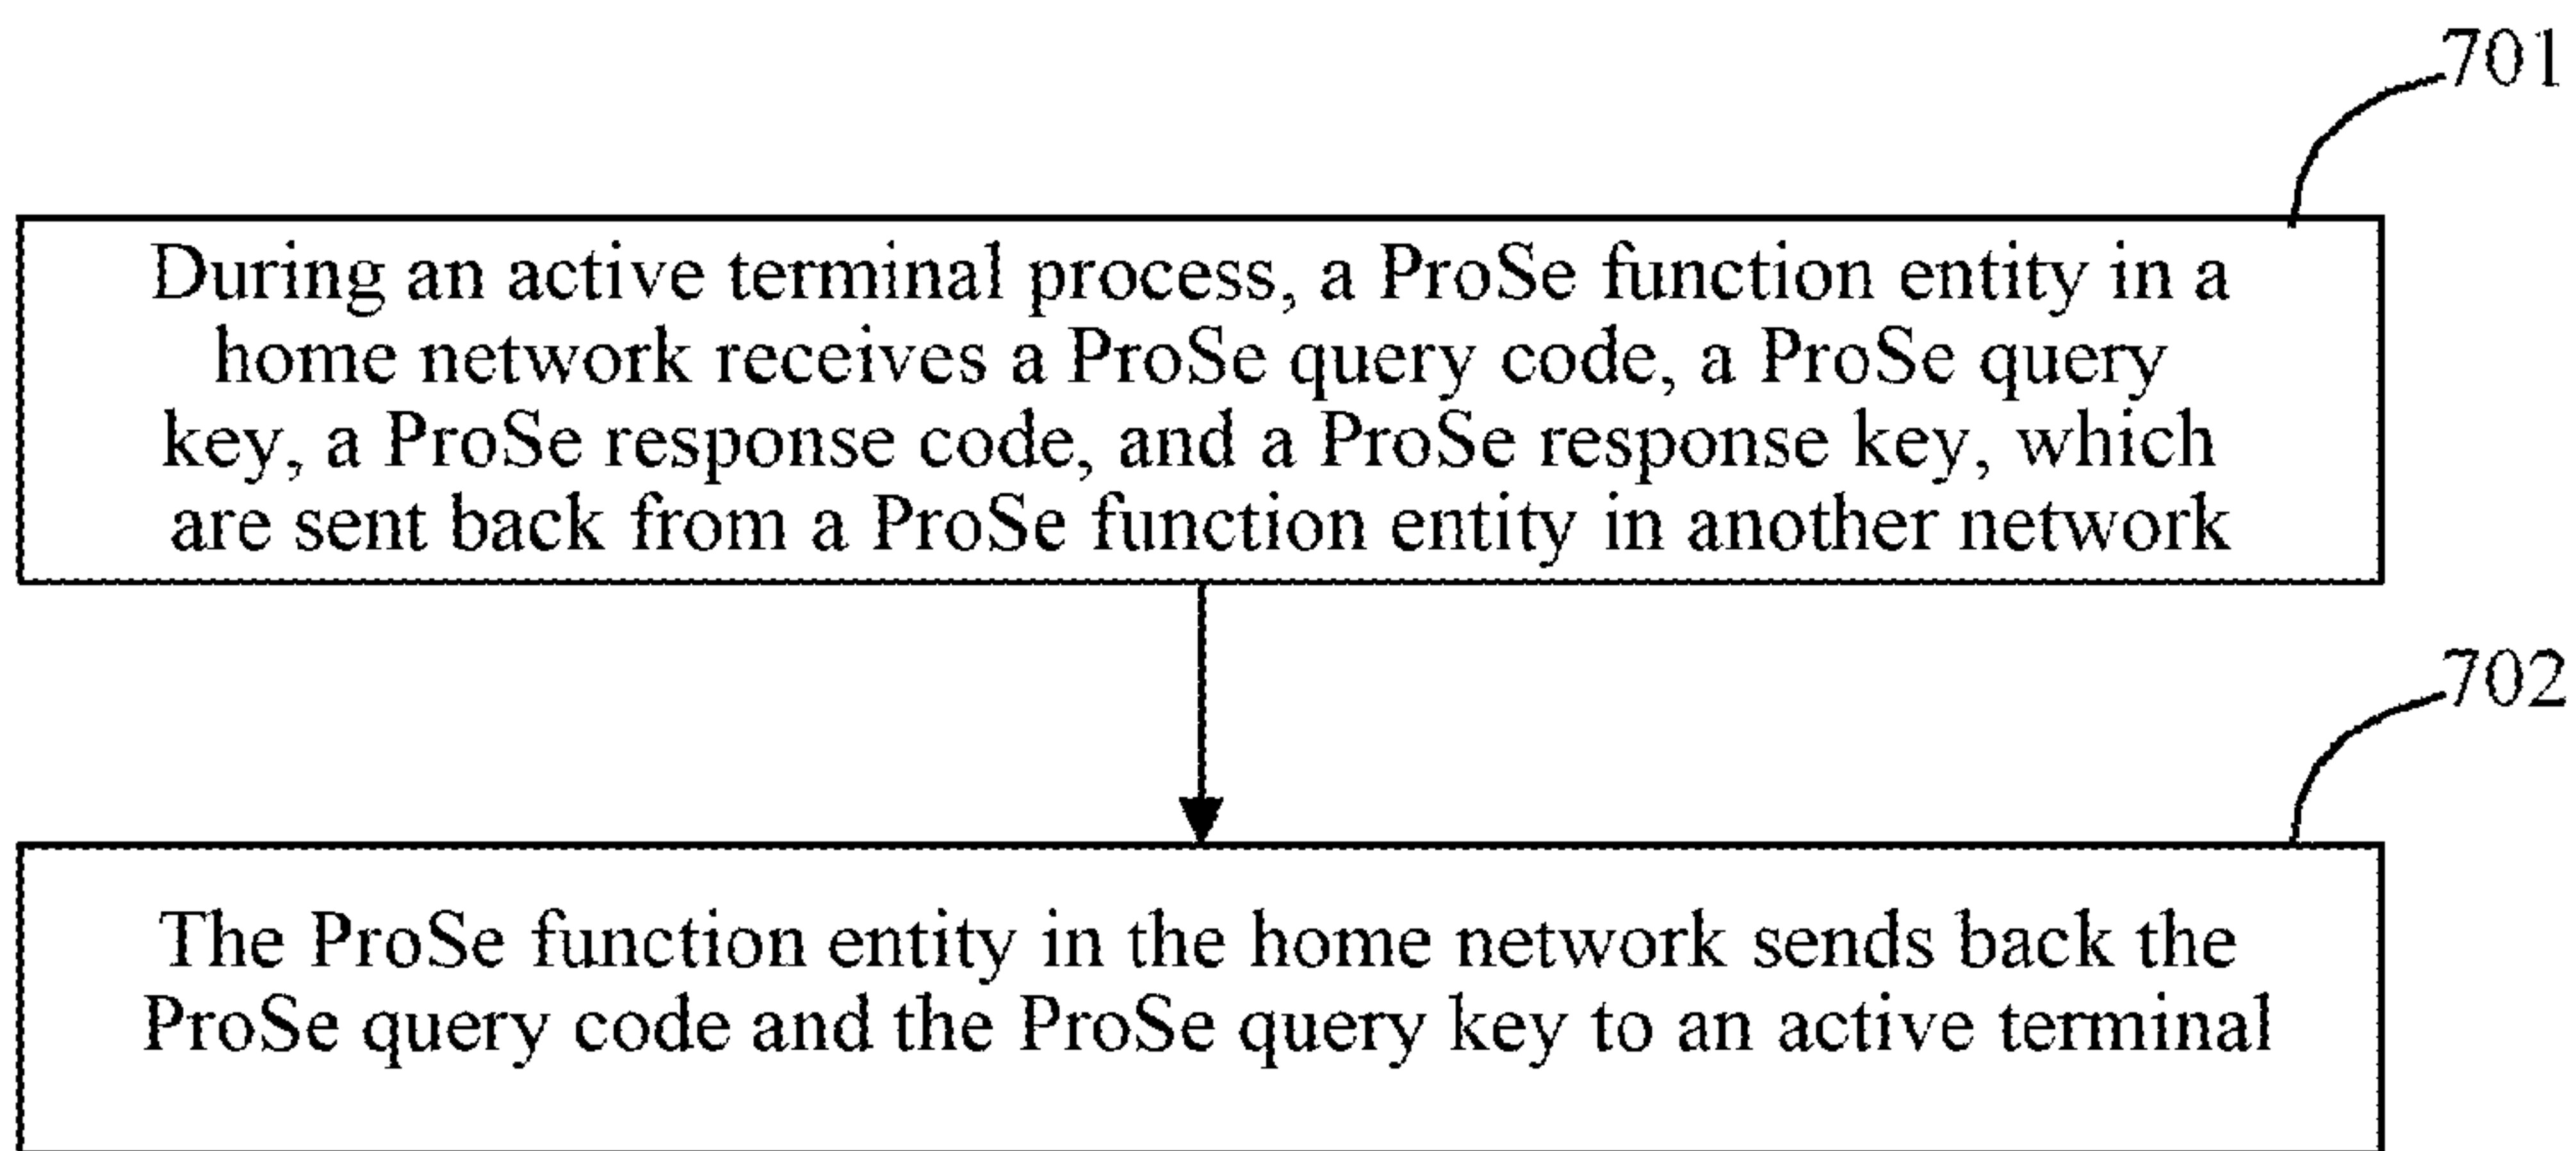 701
During an active terminal process, a ProSe function entity in a
home network receives a ProSe query code, a ProSe query
key, a ProSe response code, and a ProSe response key, which
are sent back from a ProSe function entity in another network
702
The ProSe function entity in the home network sends back the
ProSe query code and the ProSe query key to an active terminal